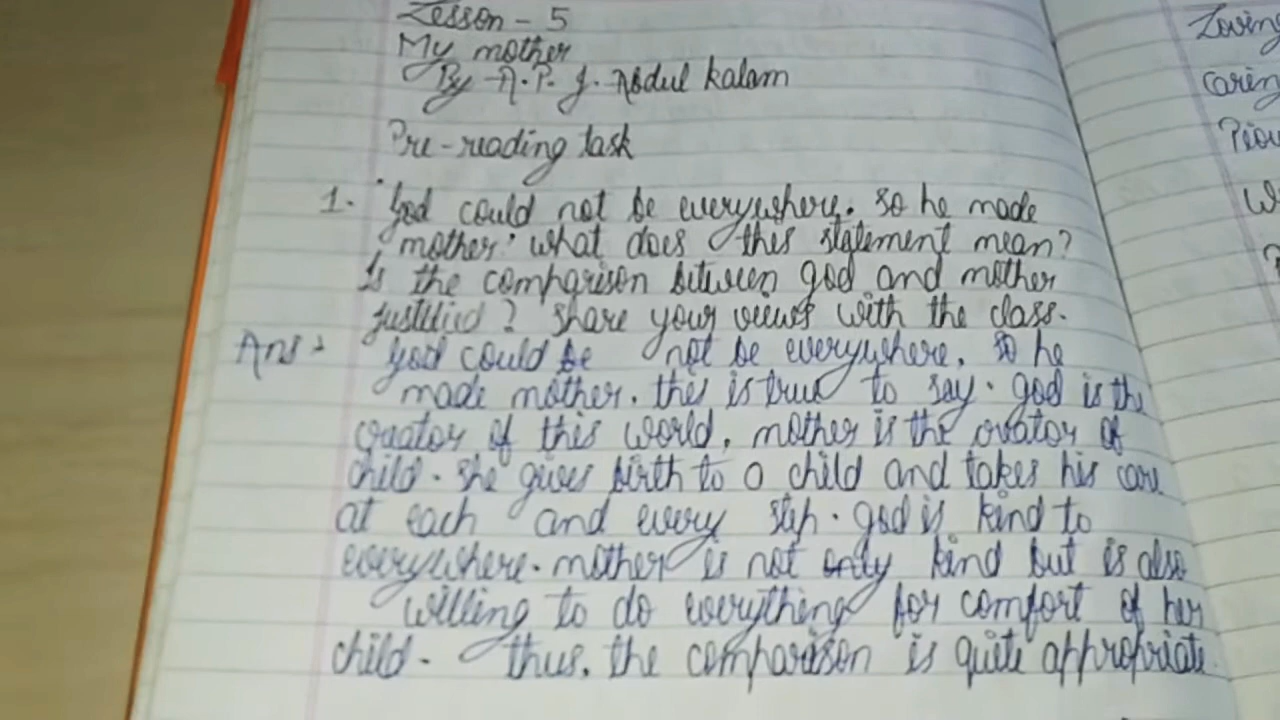 Lesson - 5
My mother
By A. P. J. Abdul Kalam
Pre-reading task
1. 'God could not be everywhere. So he made
mother' what does this statement mean?
Is the comparison between god and mother
justified? Share your views with the class.
Ans: God could be not be everywhere. So he
made mother. this is true to say. god is the
creator of this world, mother is the creator of
child. She gives birth to a child and takes his care
at each and every step. god is kind to
everywhere. mother is not only kind but is also
willing to do everything for comfort of her
child. thus, the comparison is quite appropriate.
Loving
Caring